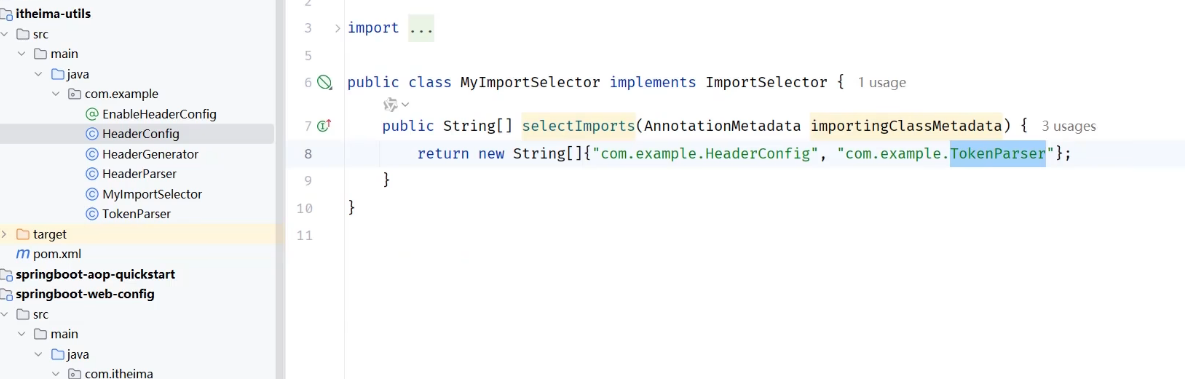 itheima-utils
src
main
java
com.example
EnableHeaderConfig
HeaderConfig
HeaderGenerator
HeaderParser
MyImportSelector
TokenParser
target
pom.xml
springboot-aop-quickstart
springboot-web-config
src
main
java
com.itheima
2
3 import ...
5
6 public class MyImportSelector implements ImportSelector { 1 usage
7 public String[] selectImports(AnnotationMetadata importingClassMetadata) { 3 usages
8 return new String[]{"com.example.HeaderConfig", "com.example.TokenParser"};
9 }
10 }
11